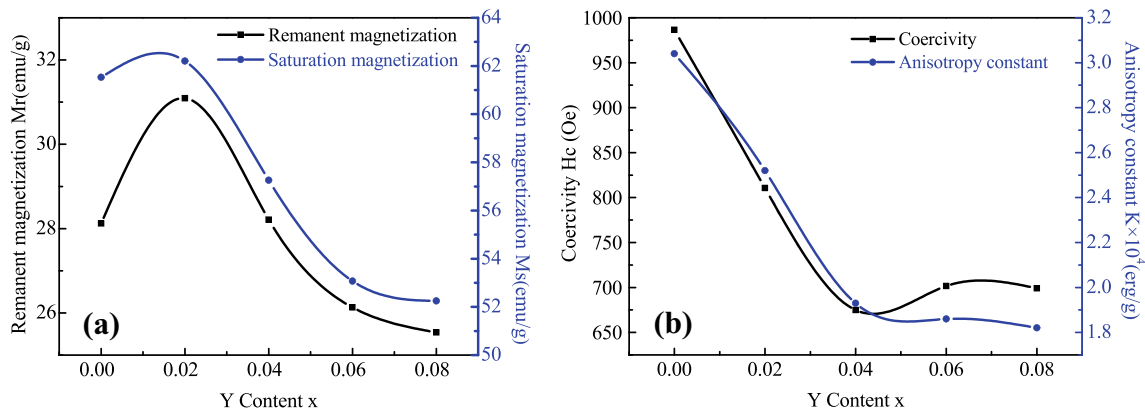 Remanent magnetization Mr(emu/g)
32
30
28
26
Remanent magnetization
Saturation magnetization
(a)
64
62
60
58
56
54
52
50
Saturation magnetization Ms(emu/g)
0.00 0.02 0.04 0.06 0.08
Y Content x
Coercivity Hc (Oe)
1000
950
900
850
800
750
700
650
Coercivity
Anisotropy constant
(b)
3.2
3.0
2.8
2.6
2.4
2.2
2.0
1.8
Anisotropy constant K×10⁴(erg/g)
0.00 0.02 0.04 0.06 0.08
Y Content x